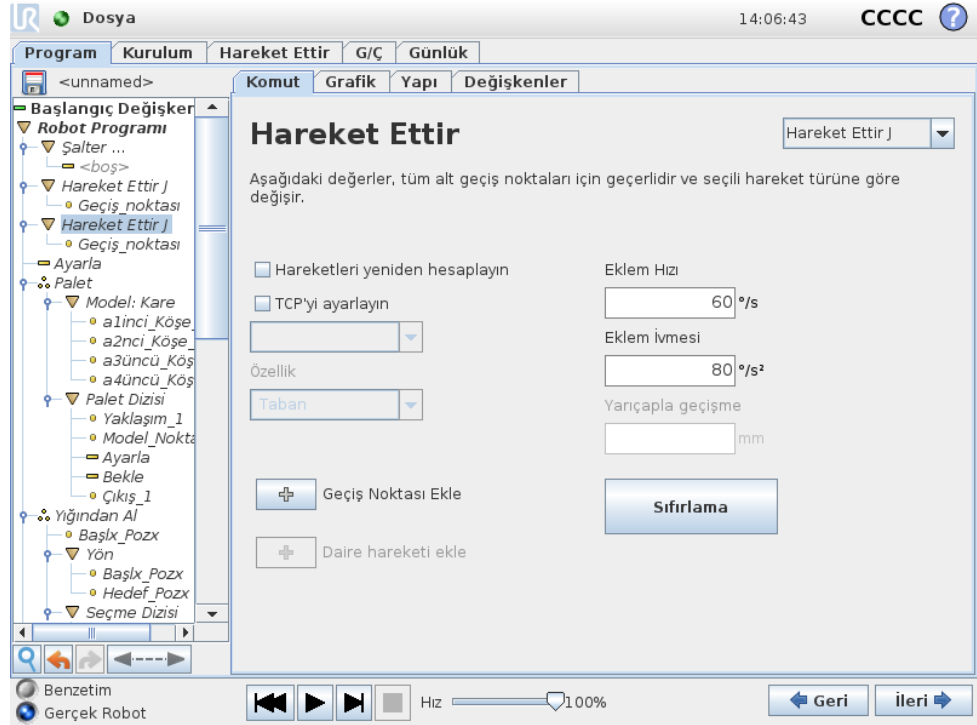 UR Dosya 14:06:43 CCCC ?
Program Kurulum Hareket Ettir G/Ç Günlük
<unnamed>
Komut Grafik Yapı Değişkenler
Başlangıç Değişker
Robot Programı
Şalter ...
<boş>
Hareket Ettir J
Geçiş_noktası
Hareket Ettir J
Geçiş_noktası
Ayarla
Palet
Model: Kare
a1inci_Köşe_
a2nci_Köşe_
a3üncü_Köş
a4üncü_Köş
Palet Dizisi
Yaklaşım_1
Model_Nokta
Ayarla
Bekle
Çıkış_1
Yığından Al
Başlx_Pozx
Yön
Başlx_Pozx
Hedef_Pozx
Seçme Dizisi
Hareket Ettir
Hareket Ettir J
Aşağıdaki değerler, tüm alt geçiş noktaları için geçerlidir ve seçili hareket türüne göre
değişir.
Hareketleri yeniden hesaplayın
TCP'yi ayarlayın
Özellik
Taban
Geçiş Noktası Ekle
Daire hareketi ekle
Eklem Hızı
60 °/s
Eklem İvmesi
80 °/s²
Yarıçapla geçişme
mm
Sıfırlama
Benzetim
Gerçek Robot
Hız 100%
Geri İleri